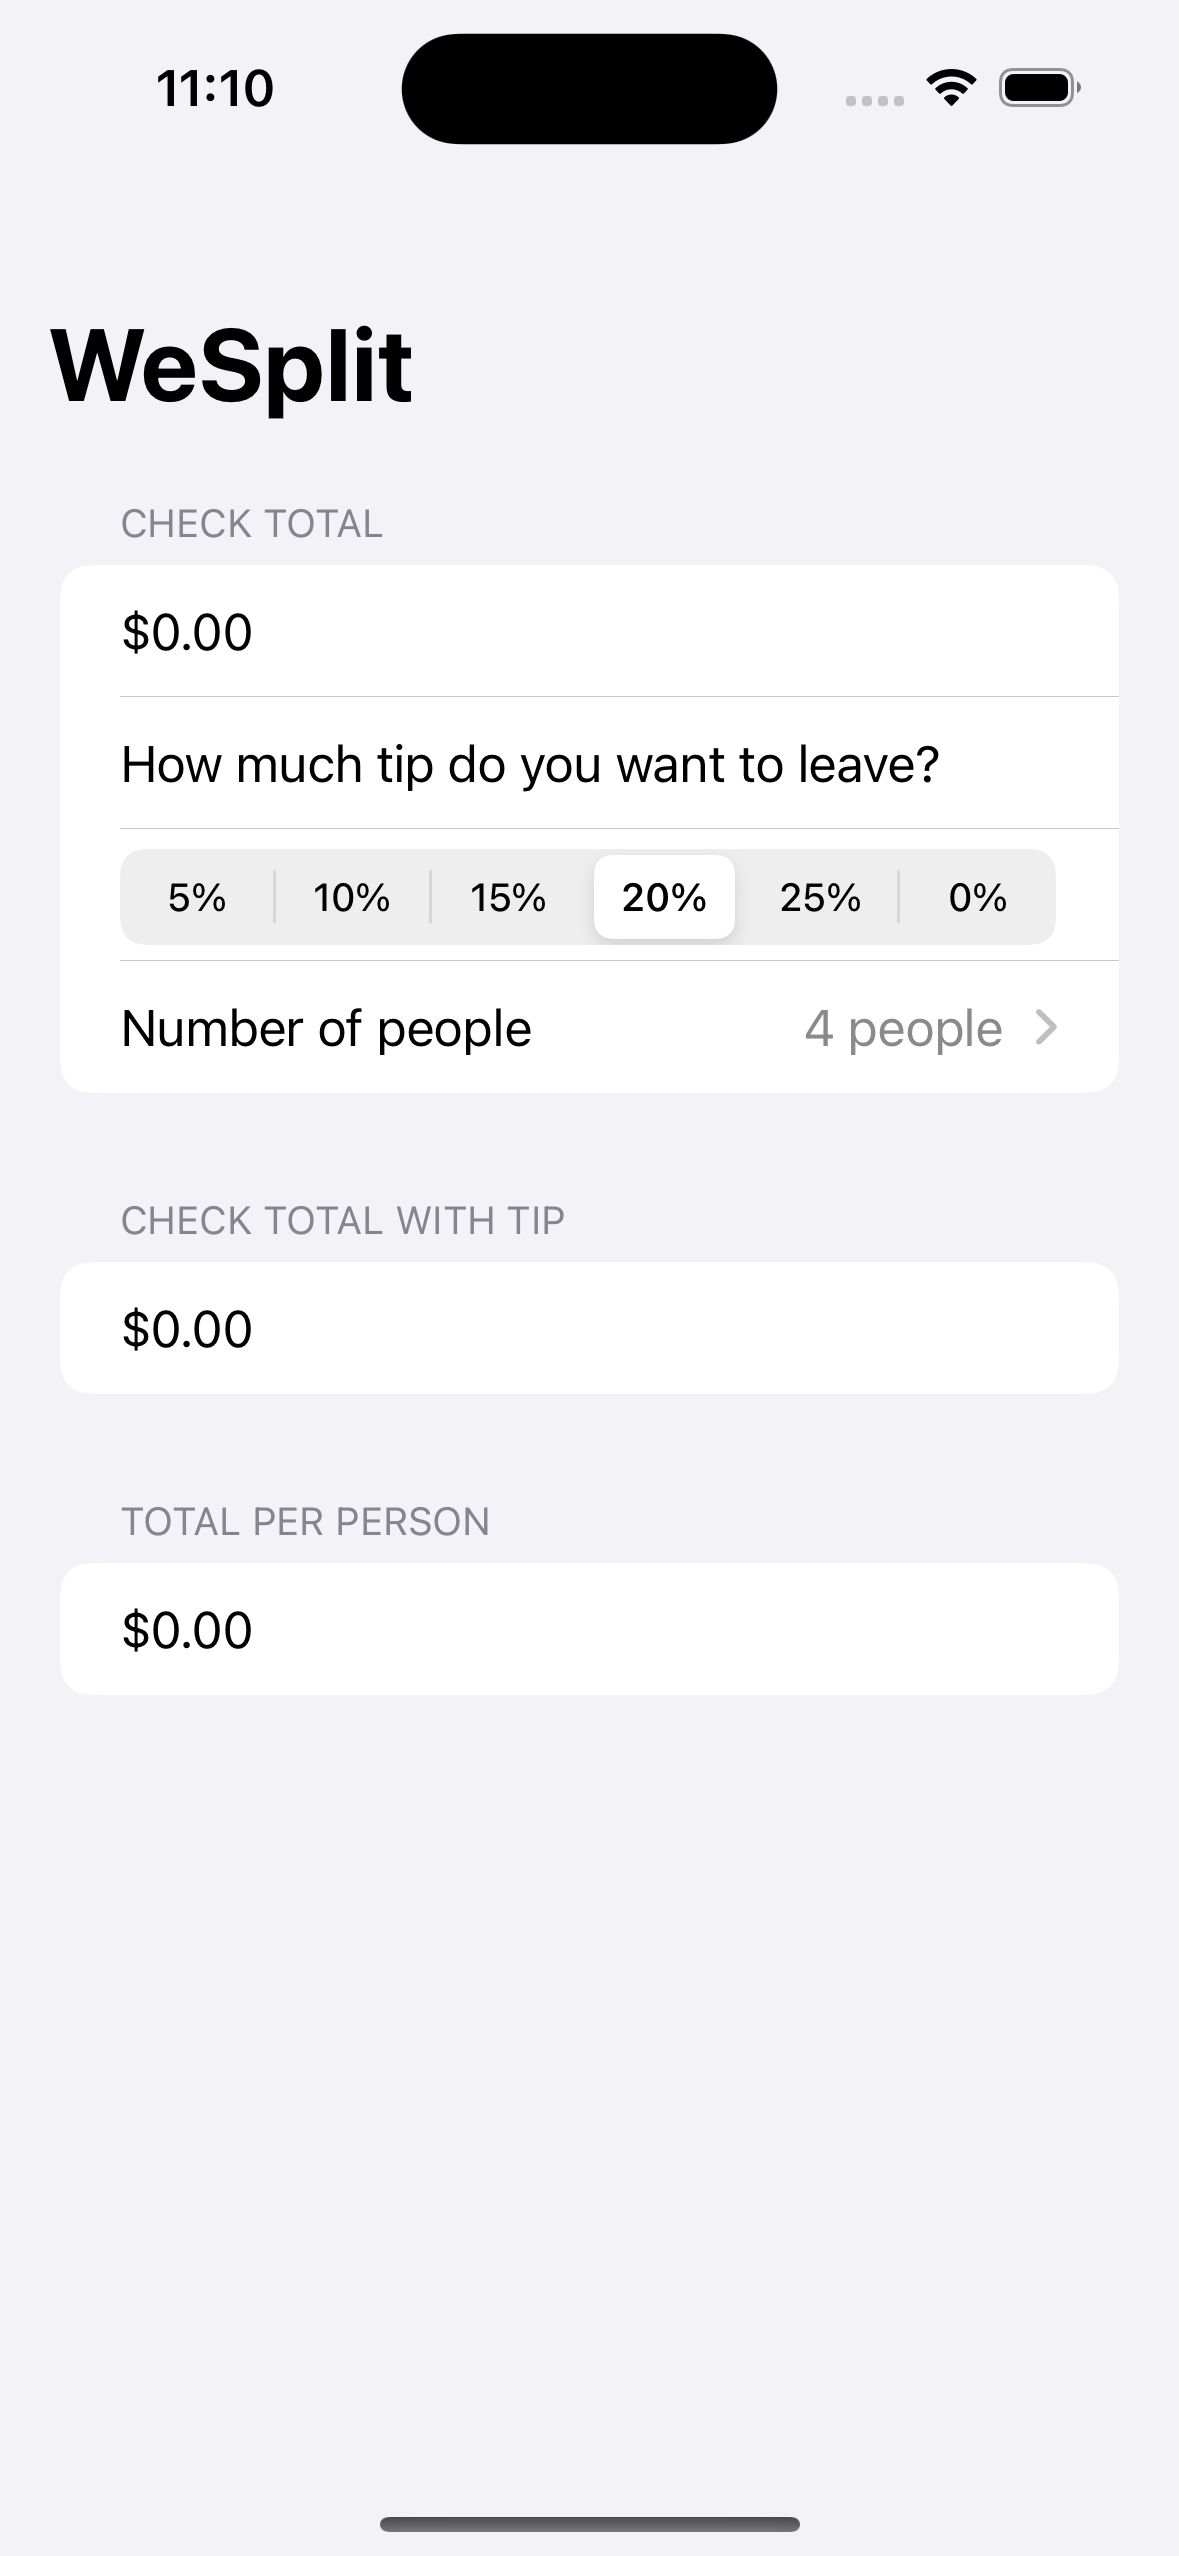 11:10
WeSplit
CHECK TOTAL
$0.00
How much tip do you want to leave?
5% 10% 15% 20% 25% 0%
Number of people 4 people
CHECK TOTAL WITH TIP
$0.00
TOTAL PER PERSON
$0.00